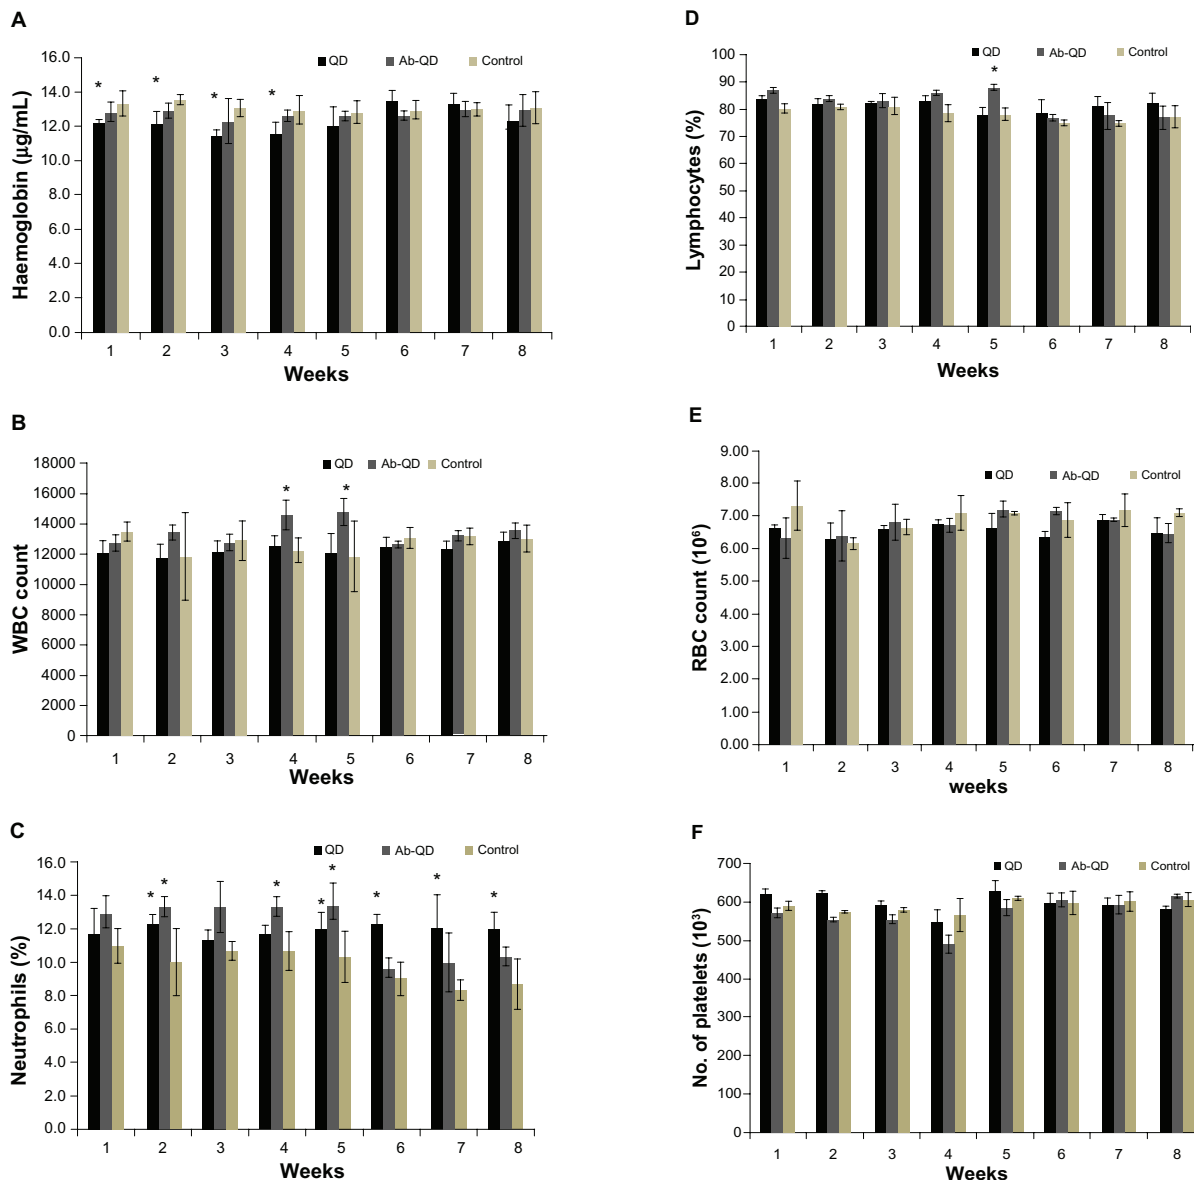 A
QD Ab-QD Control
Haemoglobin (µg/mL)
16.0
14.0
12.0
10.0
8.0
6.0
4.0
2.0
0.0
* * * *
1 2 3 4 5 6 7 8
Weeks
B
QD Ab-QD Control
WBC count
18000
16000
14000
12000
10000
8000
6000
4000
2000
0
* *
1 2 3 4 5 6 7 8
Weeks
C
QD Ab-QD Control
Neutrophils (%)
16.0
14.0
12.0
10.0
8.0
6.0
4.0
2.0
0.0
* * * * * * * *
1 2 3 4 5 6 7 8
Weeks
D
QD Ab-QD Control
Lymphocytes (%)
100
90
80
70
60
50
40
30
20
10
0
*
1 2 3 4 5 6 7 8
Weeks
E
QD Ab-QD Control
RBC count (10⁶)
9.00
8.00
7.00
6.00
5.00
4.00
3.00
2.00
1.00
0.00
1 2 3 4 5 6 7 8
weeks
F
QD Ab-QD Control
No. of platelets (10³)
700
600
500
400
300
200
100
0
1 2 3 4 5 6 7 8
Weeks